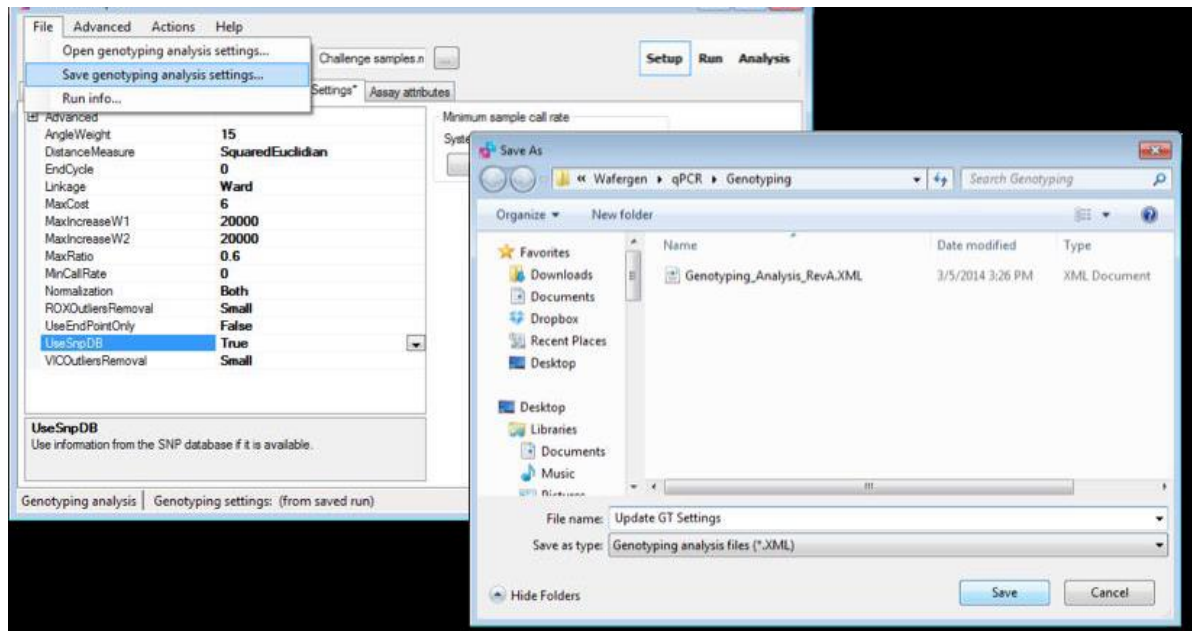 File Advanced Actions Help
Open genotyping analysis settings...
Save genotyping analysis settings...
Run info...
Challenge samples.n ...
Setup Run Analysis
Settings* Assay attributes
Advanced
AngleWeight 15
DistanceMeasure SquaredEuclidian
EndCycle 0
Linkage Ward
MaxCost 6
MaxIncreaseW1 20000
MaxIncreaseW2 20000
MaxRatio 0.6
MinCallRate 0
Normalization Both
ROXOutliersRemoval Small
UseEndPointOnly False
UseSnpDB True
VICOutliersRemoval Small
UseSnpDB
Use information from the SNP database if it is available.
Genotyping analysis Genotyping settings: (from saved run)
Minimum sample call rate
Syste
Save As
« Wafergen ▸ qPCR ▸ Genotyping
Search Genotyping
Organize New folder
Name Date modified Type
Genotyping_Analysis_RevA.XML 3/5/2014 3:26 PM XML Document
Favorites
Downloads
Documents
Dropbox
Recent Places
Desktop
Desktop
Libraries
Documents
Music
Pictures
File name: Update GT Settings
Save as type: Genotyping analysis files (*.XML)
Hide Folders
Save Cancel